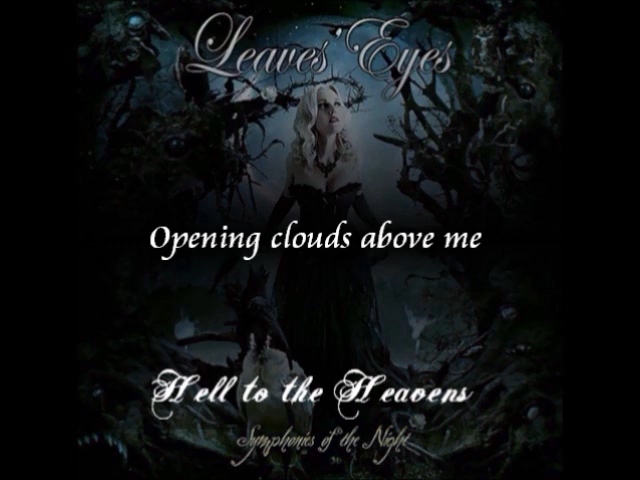 Leaves' Eyes
Opening clouds above me
Hell to the Heavens
Symphonies of the Night